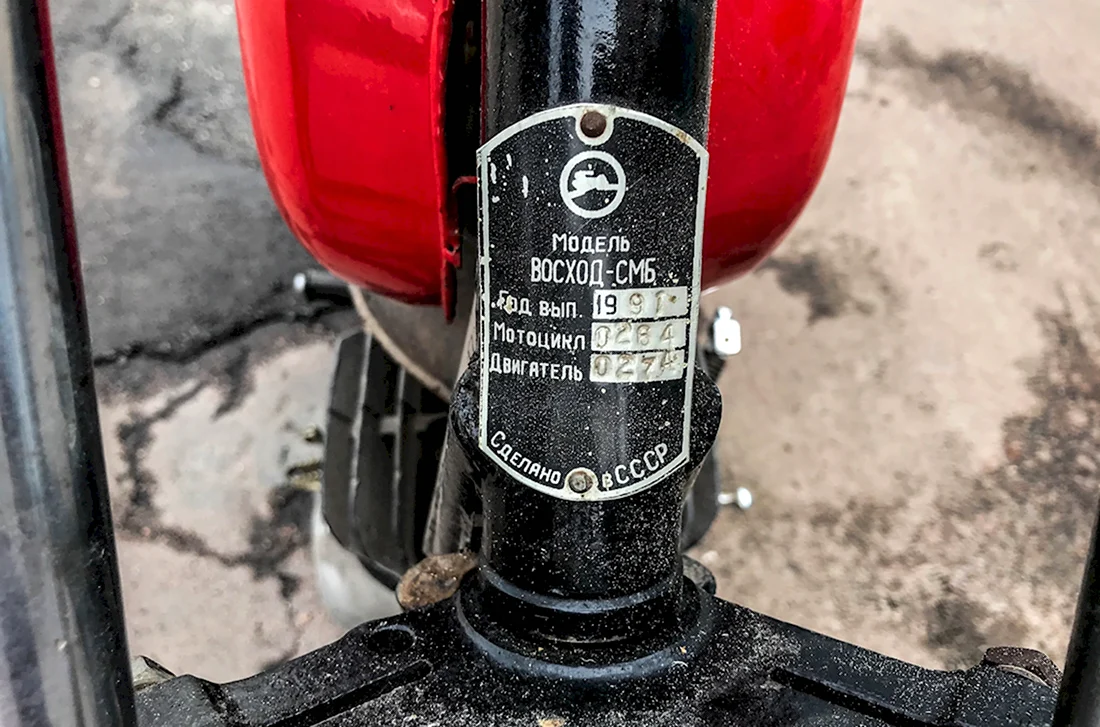 Модель
ВОСХОД-СМБ
Год вып. 1991
Мотоцикл 0284
Двигатель 0274
Сделано в СССР